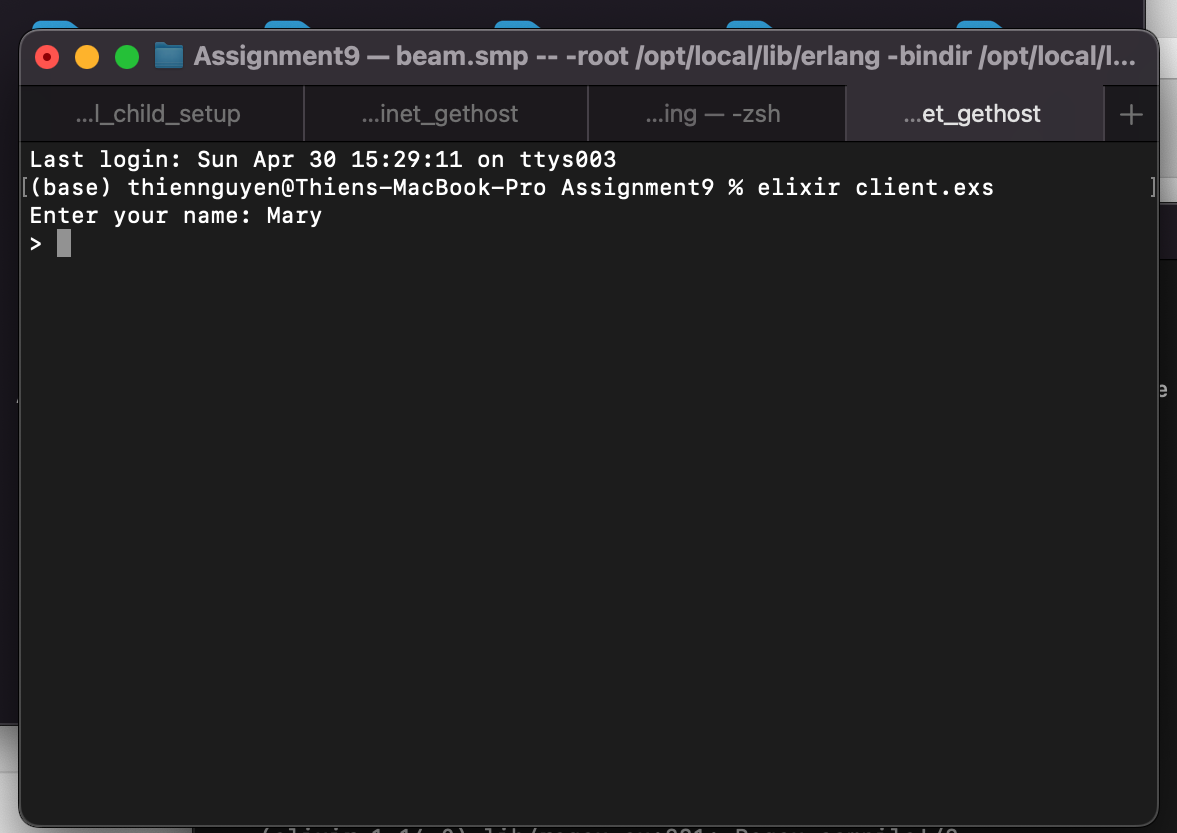 Assignment9 — beam.smp -- -root /opt/local/lib/erlang -bindir /opt/local/l...
...l_child_setup
...inet_gethost
...ing — -zsh
...et_gethost
+
Last login: Sun Apr 30 15:29:11 on ttys003
[(base) thiennguyen@Thiens-MacBook-Pro Assignment9 % elixir client.exs ]
Enter your name: Mary
>
e